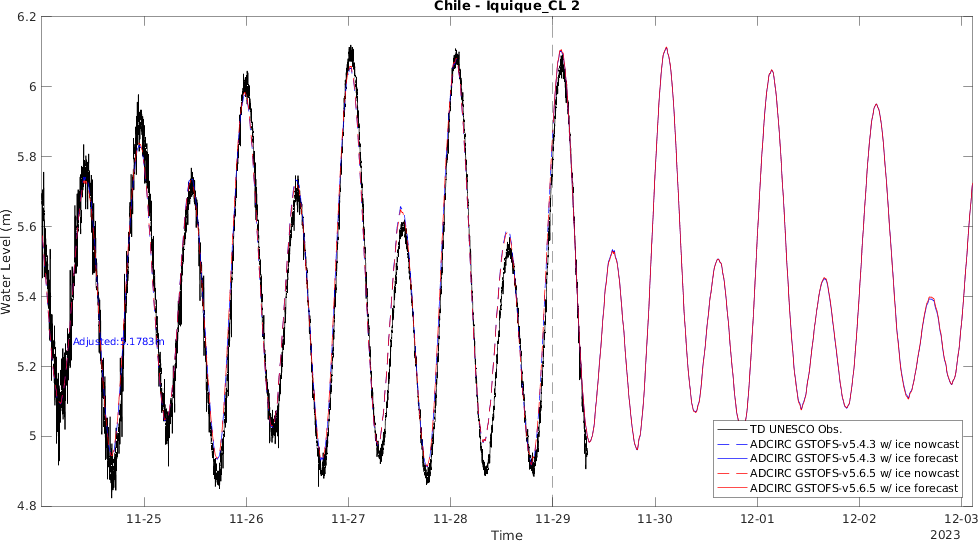 Chile - Iquique_CL 2
6.2
6
5.8
5.6
5.4
5.2
5
4.8
Water Level (m)
Adjusted:5.1783m
TD UNESCO Obs.
ADCIRC GSTOFS-v5.4.3 w/ ice nowcast
ADCIRC GSTOFS-v5.4.3 w/ ice forecast
ADCIRC GSTOFS-v5.6.5 w/ ice nowcast
ADCIRC GSTOFS-v5.6.5 w/ ice forecast
11-25 11-26 11-27 11-28 11-29 11-30 12-01 12-02 12-03
Time 2023